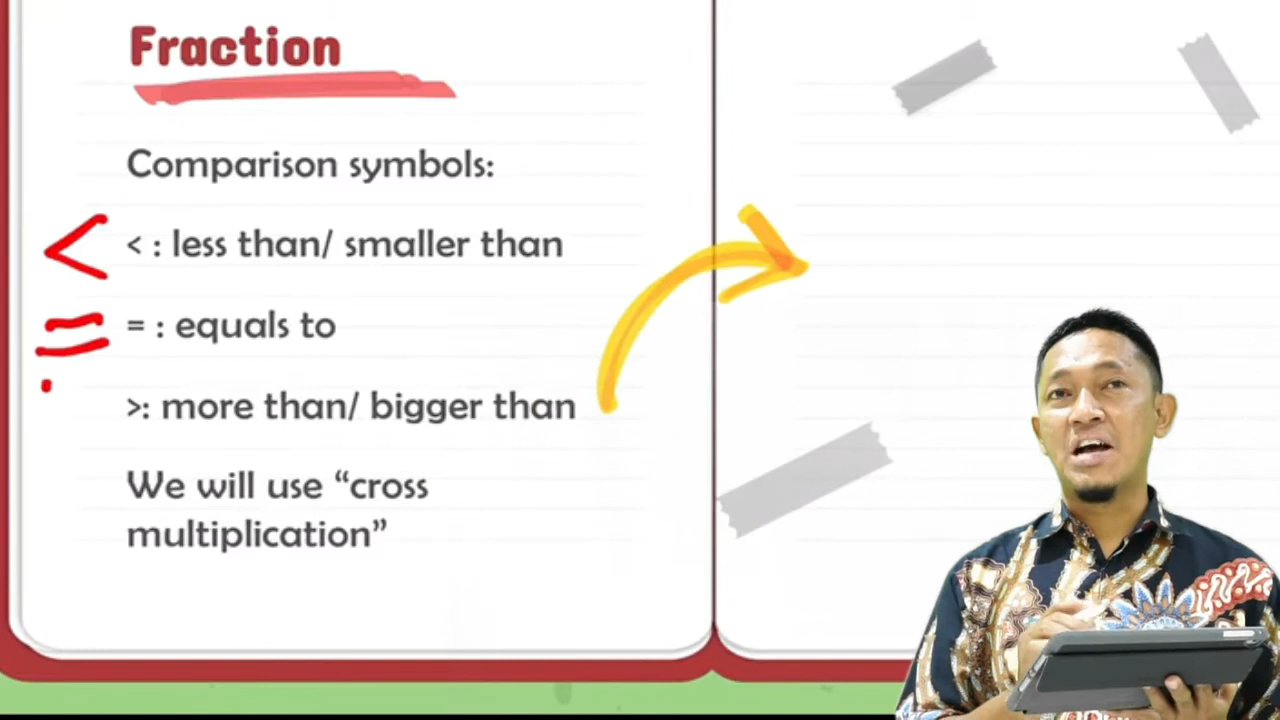 Fraction
Comparison symbols:
< < : less than/ smaller than
= = : equals to
>: more than/ bigger than
We will use “cross
multiplication”